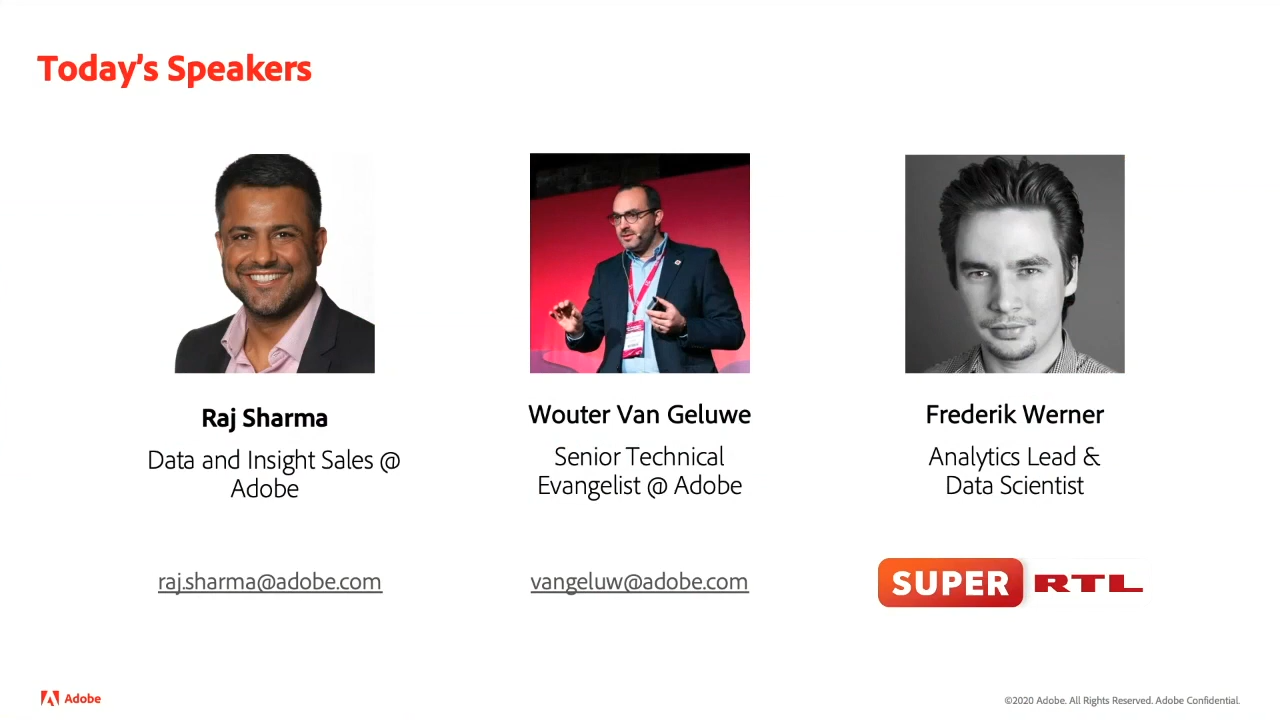 Today's Speakers
Raj Sharma
Data and Insight Sales @
Adobe
raj.sharma@adobe.com
Wouter Van Geluwe
Senior Technical
Evangelist @ Adobe
vangeluw@adobe.com
Frederik Werner
Analytics Lead &
Data Scientist
SUPER RTL
Adobe
©2020 Adobe. All Rights Reserved. Adobe Confidential.